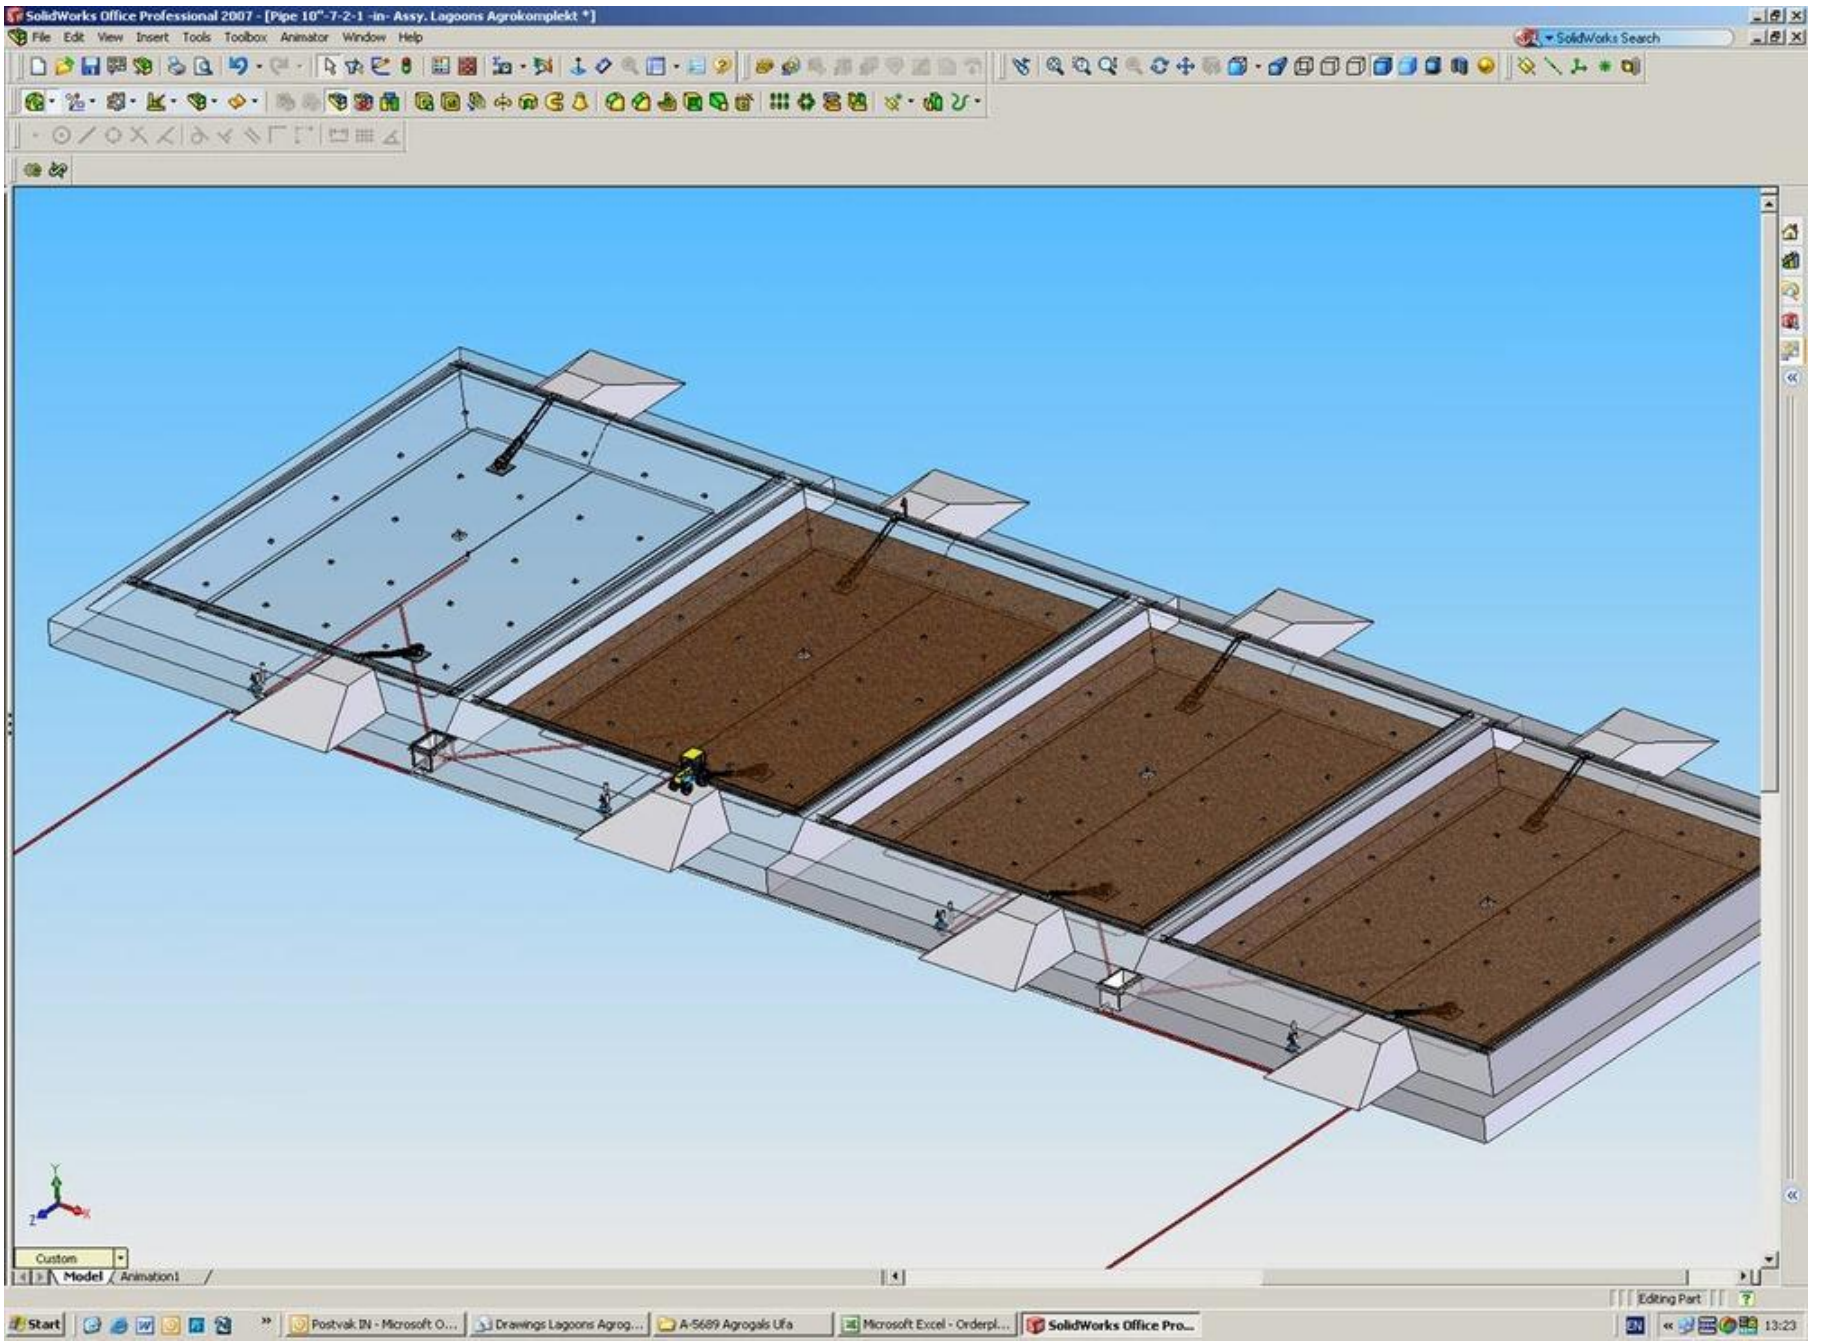 SolidWorks Office Professional 2007 - [Pipe 10"-7-2-1 -in- Assy. Lagoons Agrokomplekt *]
File Edit View Insert Tools Toolbox Animator Window Help
SolidWorks Search
Y
Z
X
Custom
Model Animation1
Editing Part
Start
Postvak IN - Microsoft O...
Drawings Lagoons Agrog...
A-5689 Agrogals Ufa
Microsoft Excel - Orderpl...
SolidWorks Office Pro...
EN
13:23